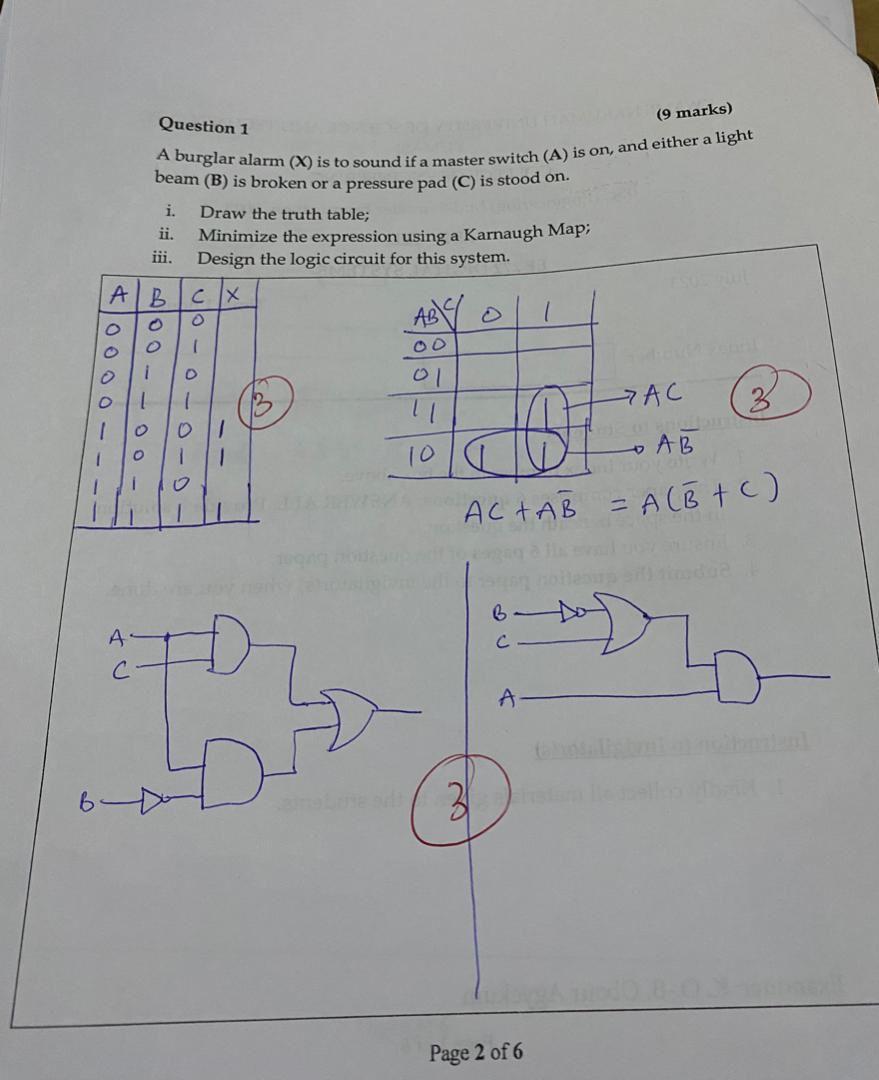 (9 marks)
Question 1
A burglar alarm (X) is to sound if a master switch (A) is on, and either a light
beam (B) is broken or a pressure pad (C) is stood on.
i. Draw the truth table;
ii. Minimize the expression using a Karnaugh Map;
iii. Design the logic circuit for this system.
A B C X
0 0 0
0 0 1
0 1 0
0 1 1
1 0 0 1
1 0 1 1
1 1 0
1 1 1 1
3
AB\C 0 1
00
01
11 1 → AC
10 1 1 → AB
3
AC + AB̅ = A(B̅ + C)
A
C
B
B
C
A
3
Page 2 of 6